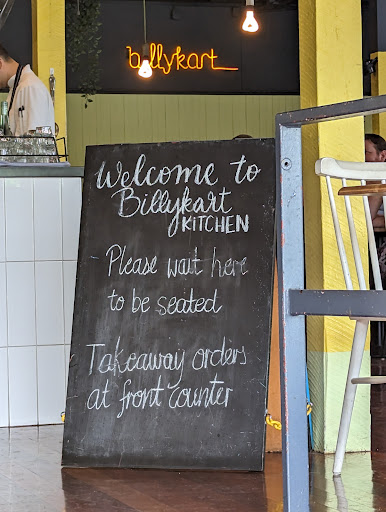 billykart
Welcome to
Billykart
KITCHEN
Please wait here
to be seated
Takeaway orders
at front counter